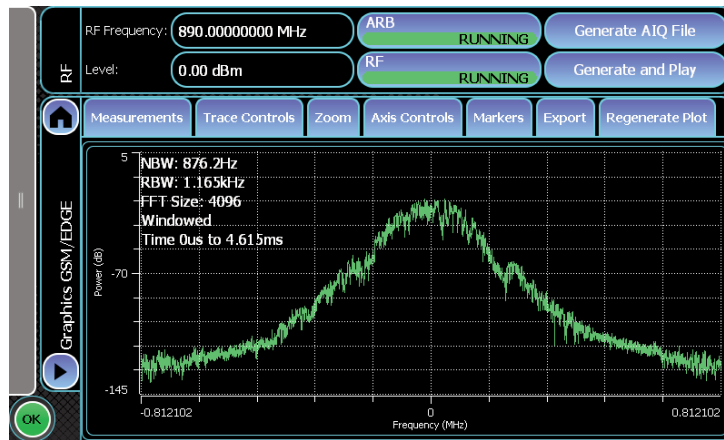 RF Frequency: 890.00000000 MHz
ARB
RUNNING
Generate AIQ File
Level: 0.00 dBm
RF
RUNNING
Generate and Play
RF
Measurements Trace Controls Zoom Axis Controls Markers Export Regenerate Plot
Graphics GSM/EDGE
NBW: 876.2Hz
RBW: 1.165kHz
FFT Size: 4096
Windowed
Time 0us to 4.615ms
Power (dB)
5
-70
-145
-0.812102 0 0.812102
Frequency (MHz)
OK